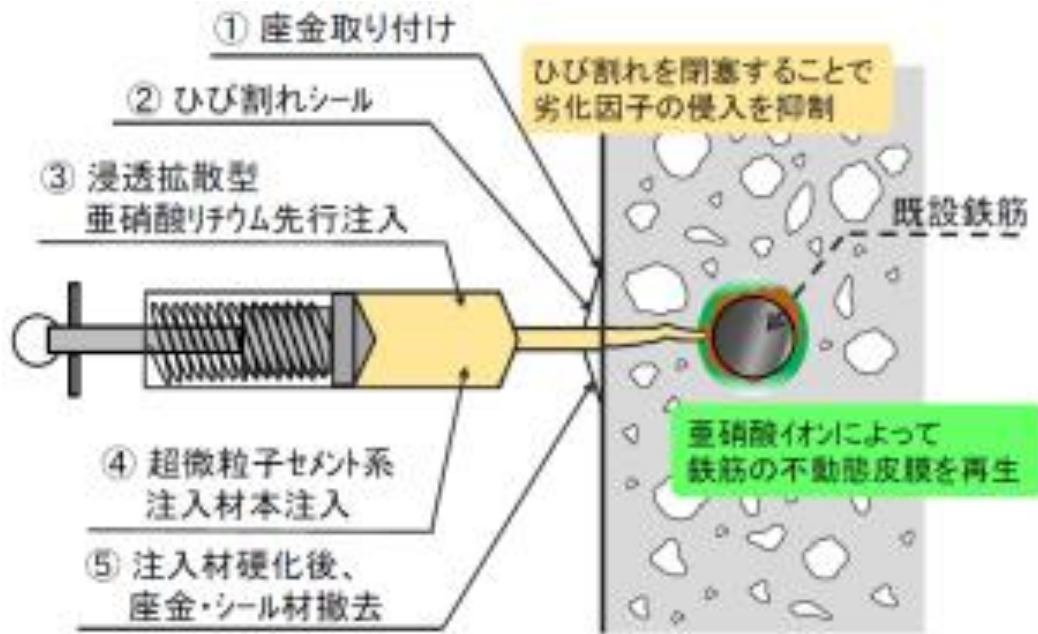 ① 座金取り付け
ひび割れを閉塞することで
劣化因子の侵入を抑制
② ひび割れシール
③ 浸透拡散型
亜硝酸リチウム先行注入
既設鉄筋
亜硝酸イオンによって
鉄筋の不動態皮膜を再生
④ 超微粒子セメント系
注入材本注入
⑤ 注入材硬化後、
座金・シール材撤去